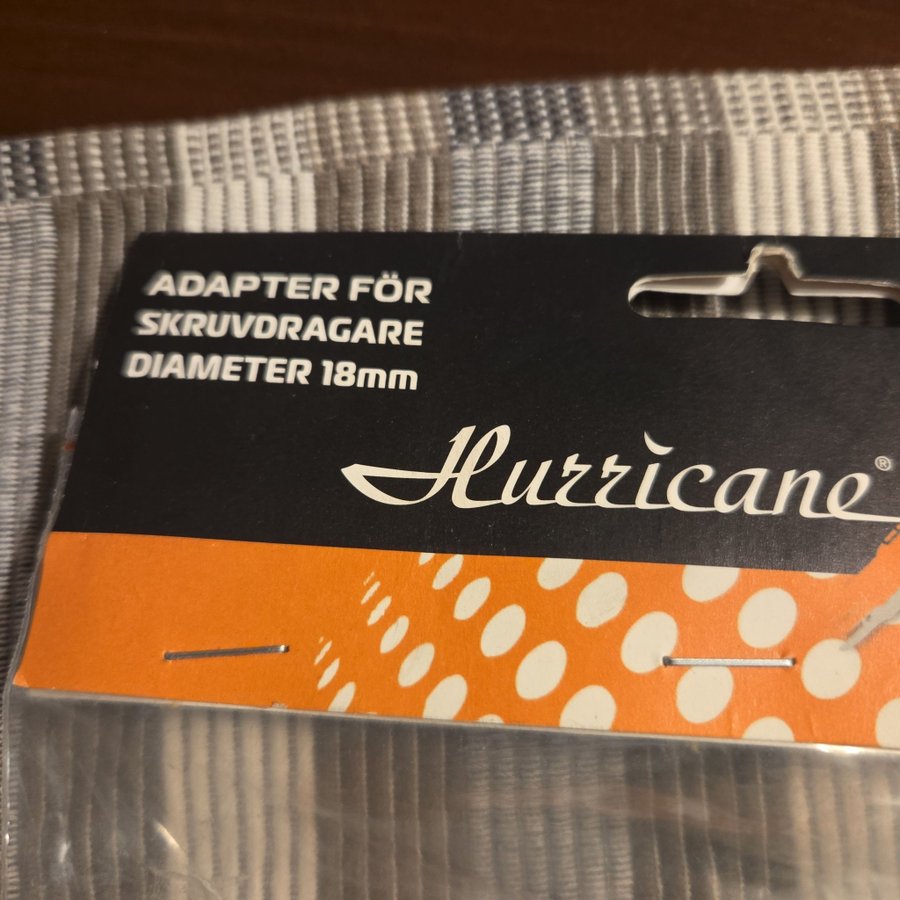 ADAPTER FÖR
SKRUVDRAGARE
DIAMETER 18mm
Hurricane®